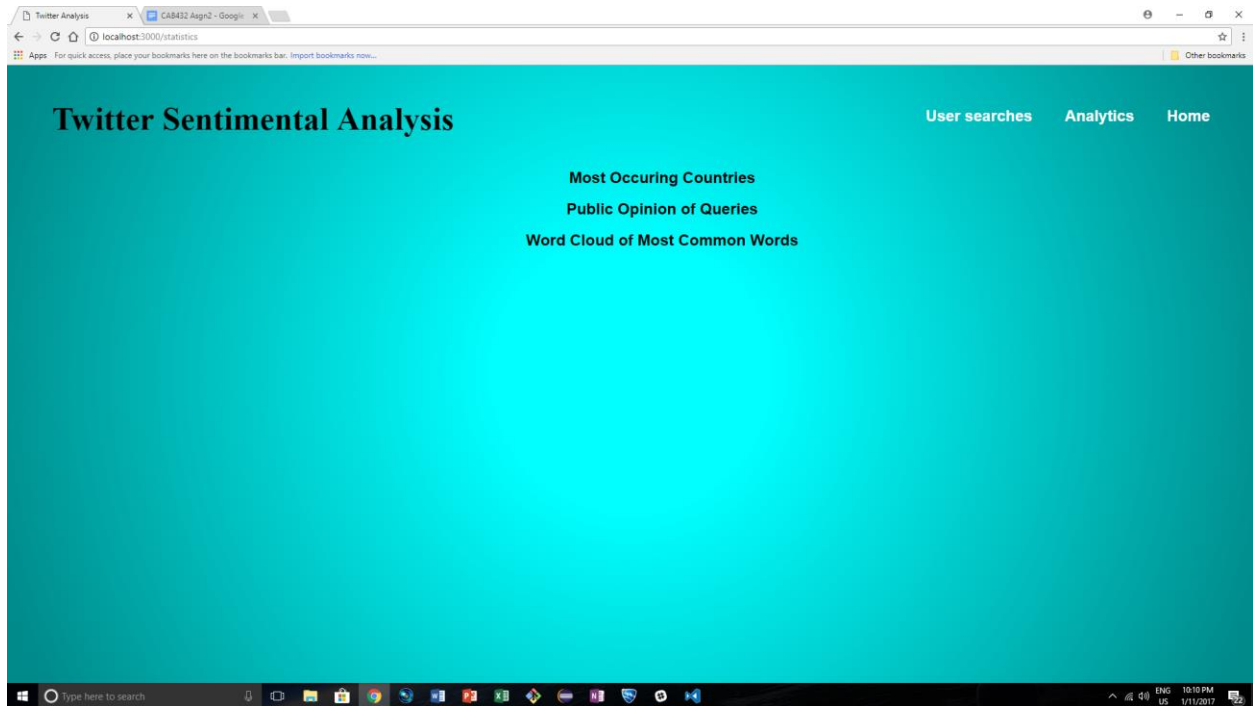 Twitter Analysis
CAB432 Asgn2 - Google
localhost:3000/statistics
Apps For quick access, place your bookmarks here on the bookmarks bar. Import bookmarks now...
Other bookmarks
Twitter Sentimental Analysis
User searches Analytics Home
Most Occuring Countries
Public Opinion of Queries
Word Cloud of Most Common Words
Type here to search
ENG 10:10 PM
US 1/11/2017
22